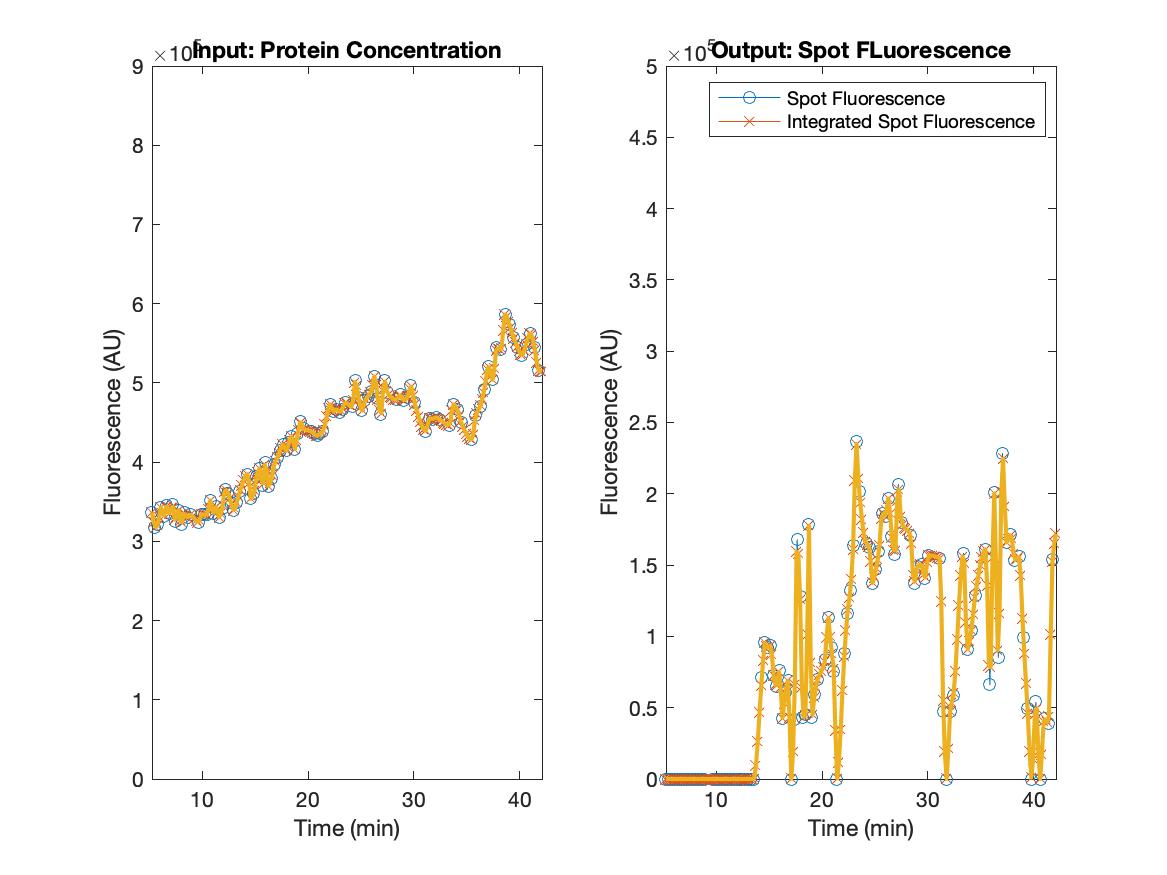 ×10⁵
Input: Protein Concentration
9
8
7
6
5
4
3
2
1
0
Fluorescence (AU)
10 20 30 40
Time (min)
×10⁵
Output: Spot FLuorescence
Spot Fluorescence
Integrated Spot Fluorescence
5
4.5
4
3.5
3
2.5
2
1.5
1
0.5
0
Fluorescence (AU)
10 20 30 40
Time (min)